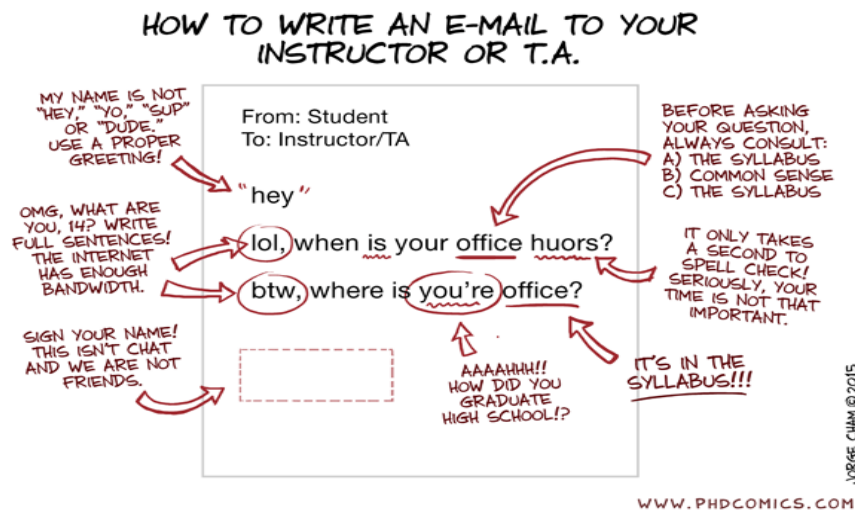 HOW TO WRITE AN E-MAIL TO YOUR
INSTRUCTOR OR T.A.
MY NAME IS NOT
"HEY," "YO," "SUP"
OR "DUDE."
USE A PROPER
GREETING!
From: Student
To: Instructor/TA
BEFORE ASKING
YOUR QUESTION,
ALWAYS CONSULT:
A) THE SYLLABUS
B) COMMON SENSE
C) THE SYLLABUS
"hey"
OMG, WHAT ARE
YOU, 14? WRITE
FULL SENTENCES!
THE INTERNET
HAS ENOUGH
BANDWIDTH.
lol, when is your office huors?
btw, where is you're office?
IT ONLY TAKES
A SECOND TO
SPELL CHECK!
SERIOUSLY, YOUR
TIME IS NOT THAT
IMPORTANT.
SIGN YOUR NAME!
THIS ISN'T CHAT
AND WE ARE NOT
FRIENDS.
AAAAHHH!!
HOW DID YOU
GRADUATE
HIGH SCHOOL!?
IT'S IN THE
SYLLABUS!!!
JORGE CHAM © 2015
WWW.PHDCOMICS.COM